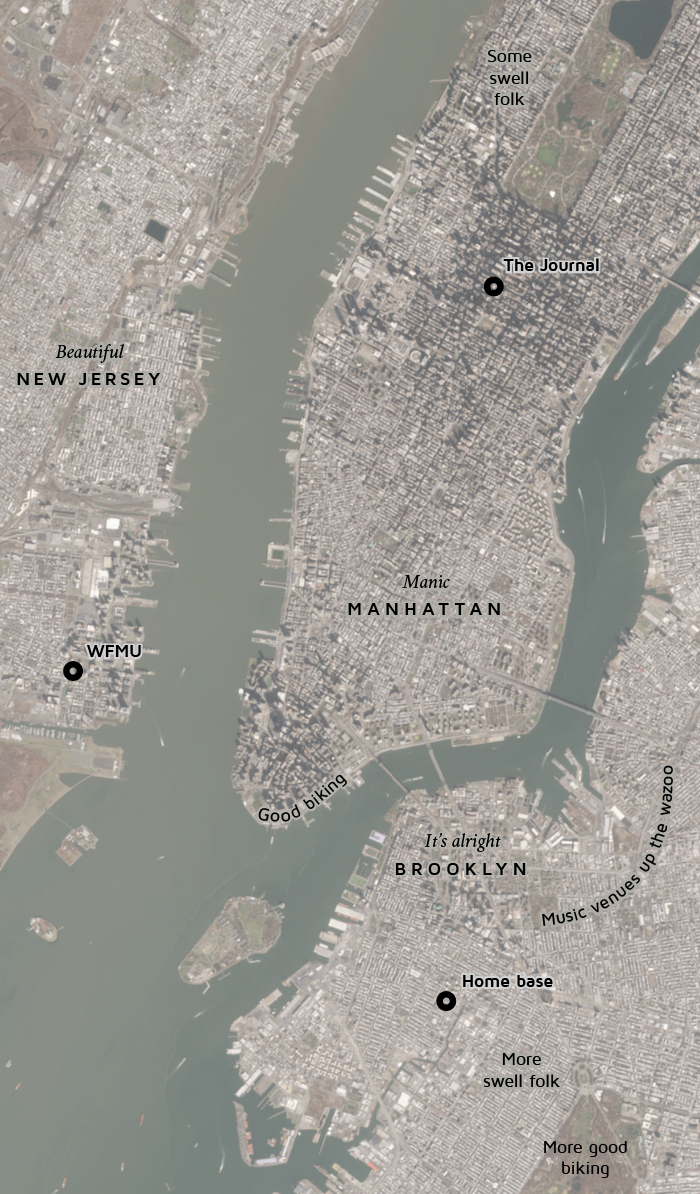 Some
swell
folk
The Journal
Beautiful
NEW JERSEY
Manic
MANHATTAN
WFMU
Good biking
It's alright
BROOKLYN
Music venues up the wazoo
Home base
More
swell folk
More good
biking